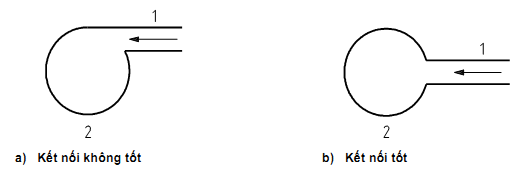 1
2
a) Kết nối không tốt
1
2
b) Kết nối tốt